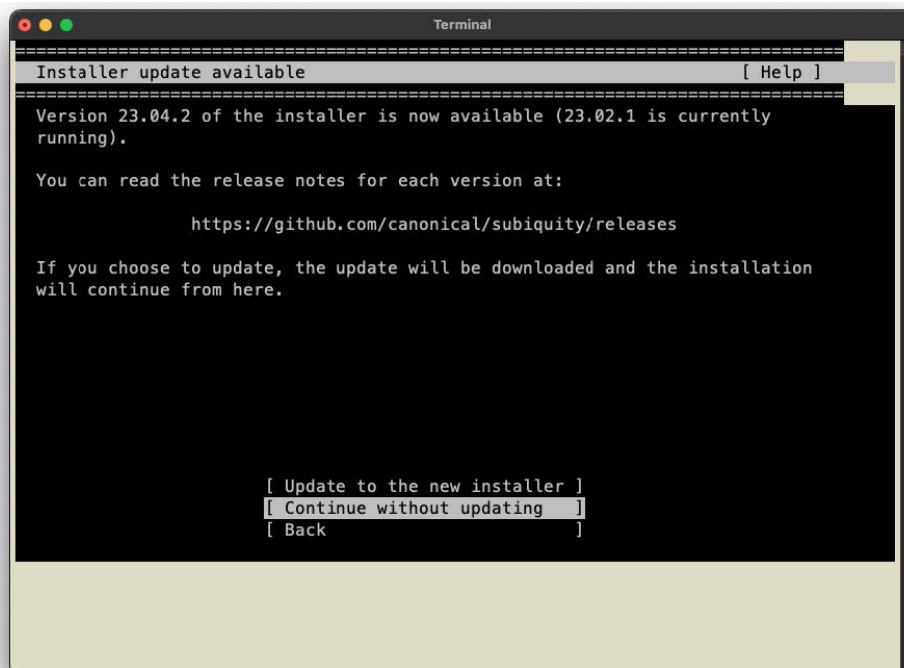 Terminal
================================================================================
Installer update available [ Help ]
================================================================================
Version 23.04.2 of the installer is now available (23.02.1 is currently
running).
You can read the release notes for each version at:
https://github.com/canonical/subiquity/releases
If you choose to update, the update will be downloaded and the installation
will continue from here.
[ Update to the new installer ]
[ Continue without updating ]
[ Back ]